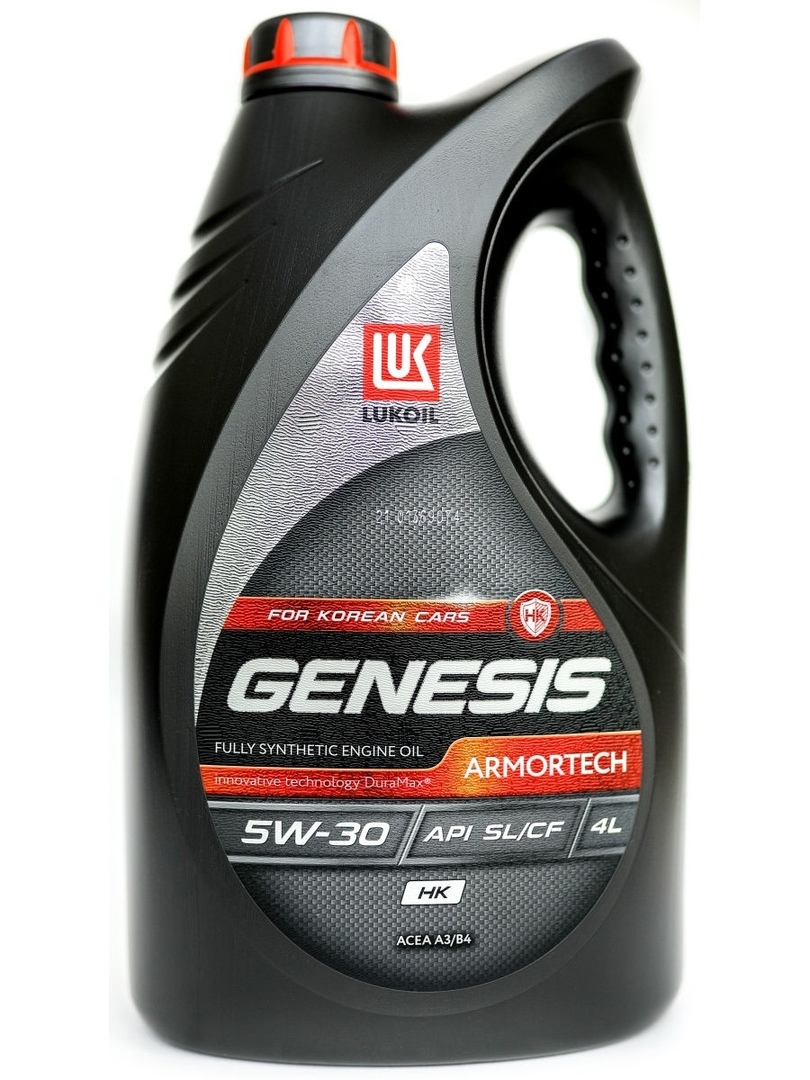 LUK
LUKOIL
FOR KOREAN CARS HK
GENESIS
FULLY SYNTHETIC ENGINE OIL
innovative technology DuraMax®
ARMORTECH
5W-30 / API SL/CF / 4L
HK
ACEA A3/B4